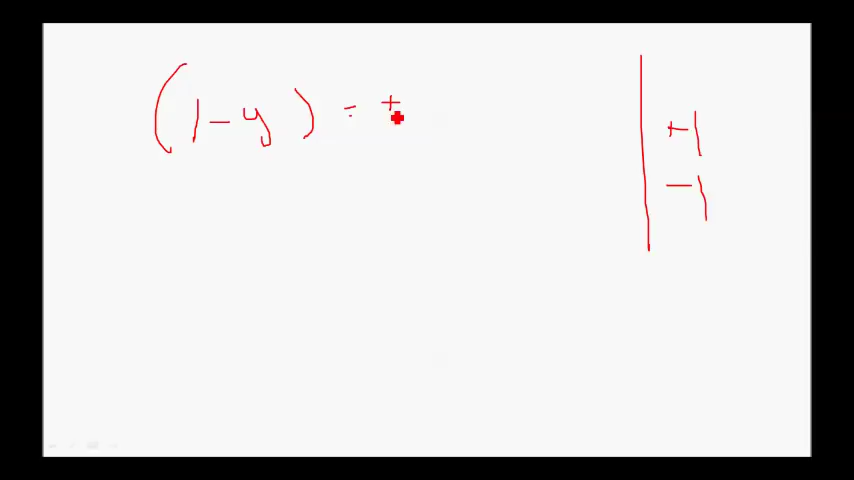 (1-y) = +
+1
-1